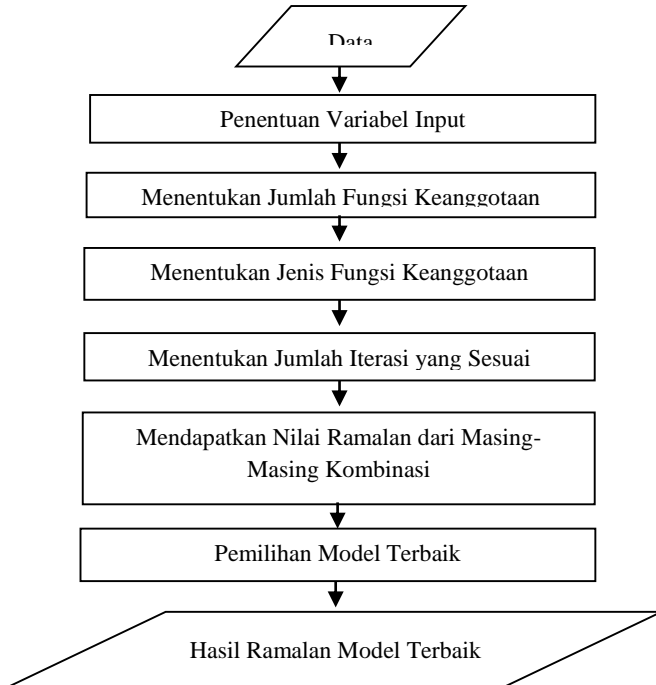 Data
Penentuan Variabel Input
Menentukan Jumlah Fungsi Keanggotaan
Menentukan Jenis Fungsi Keanggotaan
Menentukan Jumlah Iterasi yang Sesuai
Mendapatkan Nilai Ramalan dari Masing-
Masing Kombinasi
Pemilihan Model Terbaik
Hasil Ramalan Model Terbaik